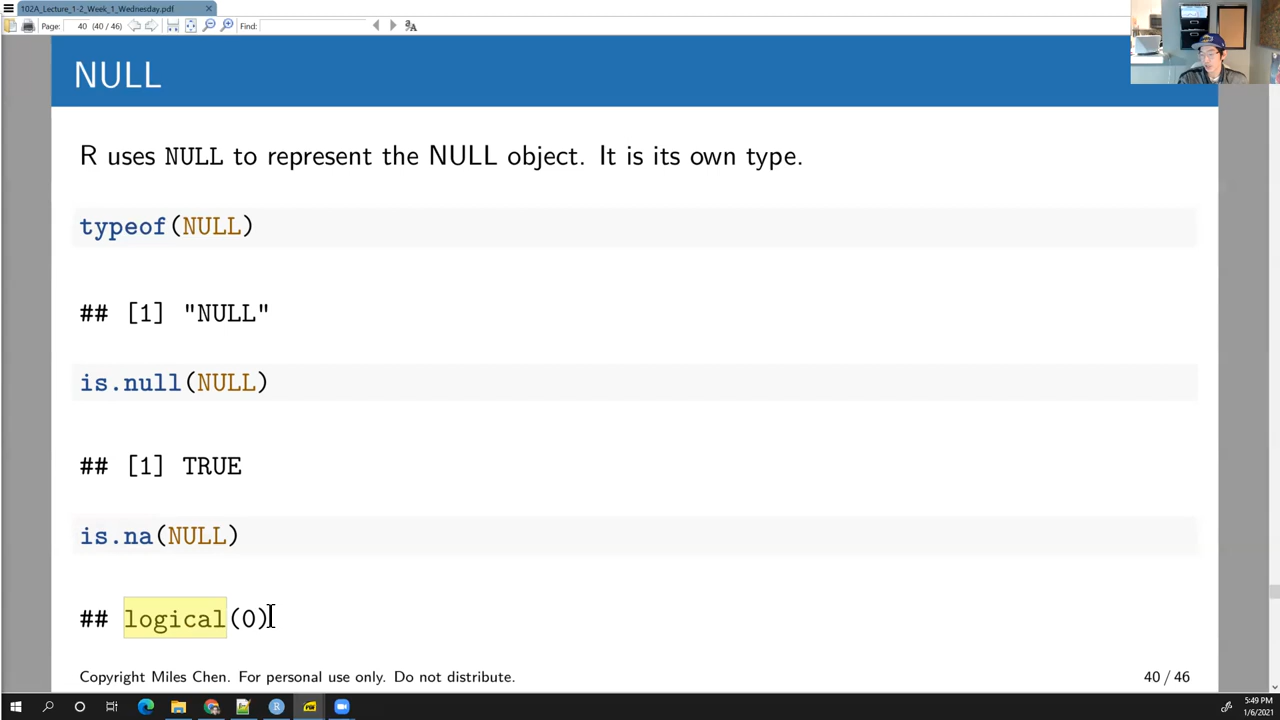 102A_Lecture_1-2_Week_1_Wednesday.pdf
Page: 40 (40 / 46) Find:
NULL
R uses NULL to represent the NULL object. It is its own type.
typeof(NULL)
## [1] "NULL"
is.null(NULL)
## [1] TRUE
is.na(NULL)
## logical(0)
Copyright Miles Chen. For personal use only. Do not distribute. 40 / 46
5:49 PM
1/6/2021